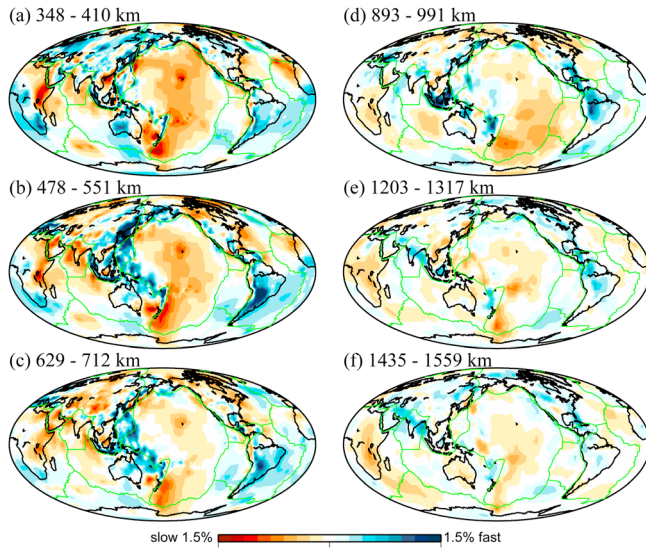 (a) 348 - 410 km
(d) 893 - 991 km
(b) 478 - 551 km
(e) 1203 - 1317 km
(c) 629 - 712 km
(f) 1435 - 1559 km
slow 1.5% 1.5% fast